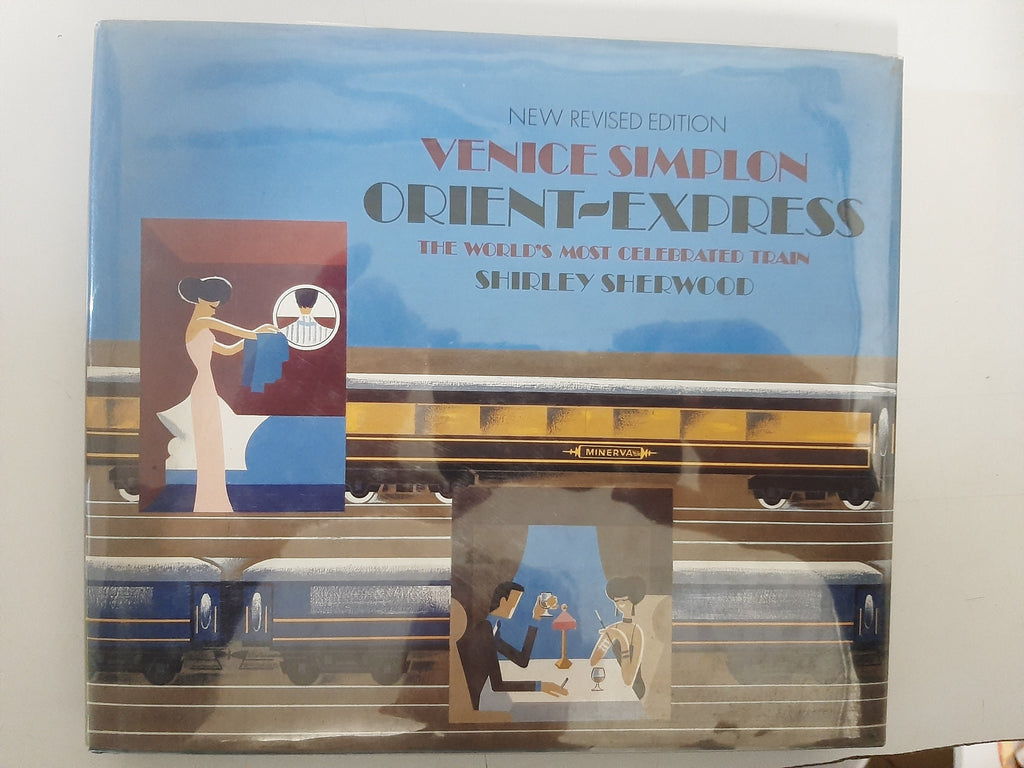 NEW REVISED EDITION
VENICE SIMPLON
ORIENT-EXPRESS
THE WORLD'S MOST CELEBRATED TRAIN
SHIRLEY SHERWOOD
MINERVA